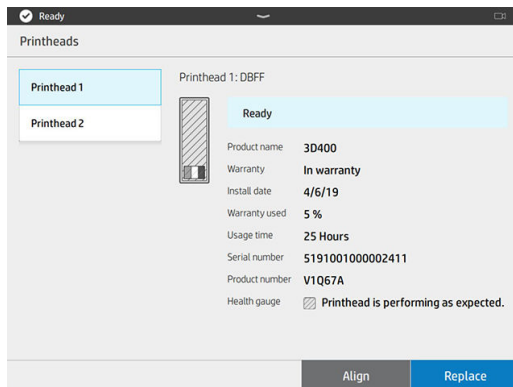 Ready
Printheads
Printhead 1
Printhead 2
Printhead 1: DBFF
Ready
Product name 3D400
Warranty In warranty
Install date 4/6/19
Warranty used 5 %
Usage time 25 Hours
Serial number 5191001000002411
Product number V1Q67A
Health gauge Printhead is performing as expected.
Align Replace